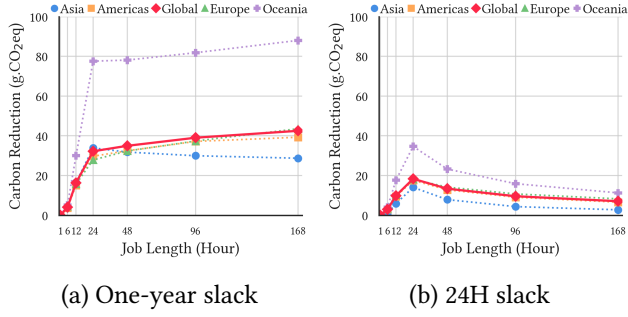 Asia Americas Global Europe Oceania
Carbon Reduction (g.CO2eq)
100
80
60
40
20
0
1 6 12 24 48 96 168
Job Length (Hour)
(a) One-year slack
Asia Americas Global Europe Oceania
Carbon Reduction (g.CO2eq)
100
80
60
40
20
0
1 6 12 24 48 96 168
Job Length (Hour)
(b) 24H slack